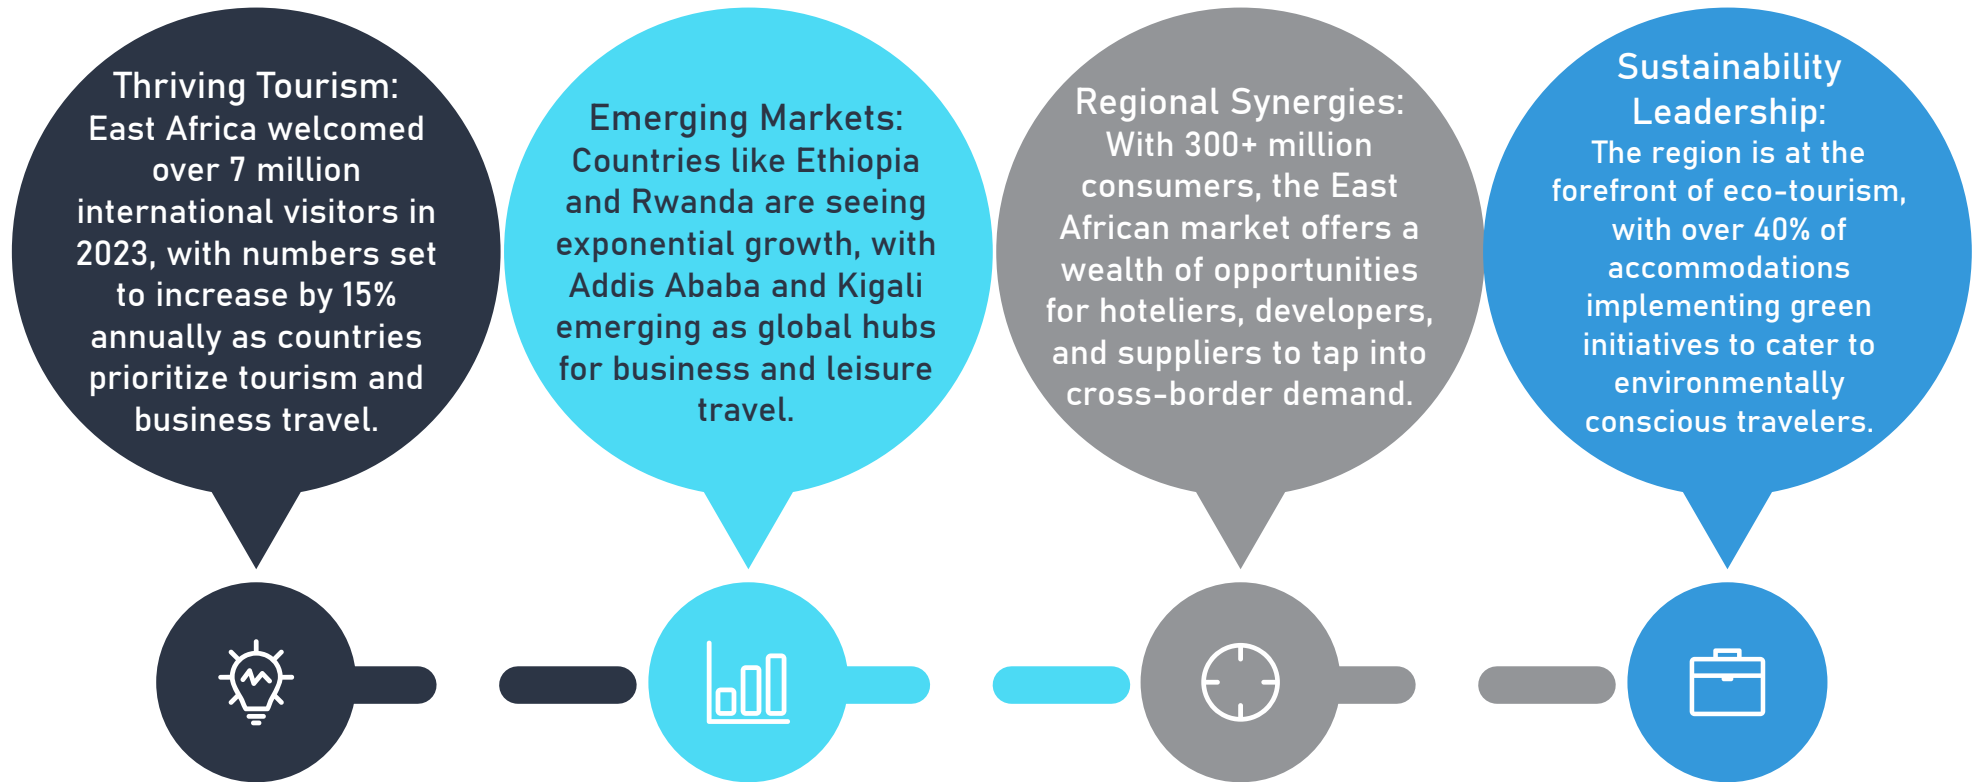 Thriving Tourism:
East Africa welcomed
over 7 million
international visitors in
2023, with numbers set
to increase by 15%
annually as countries
prioritize tourism and
business travel.
Emerging Markets:
Countries like Ethiopia
and Rwanda are seeing
exponential growth, with
Addis Ababa and Kigali
emerging as global hubs
for business and leisure
travel.
Regional Synergies:
With 300+ million
consumers, the East
African market offers a
wealth of opportunities
for hoteliers, developers,
and suppliers to tap into
cross-border demand.
Sustainability
Leadership:
The region is at the
forefront of eco-tourism,
with over 40% of
accommodations
implementing green
initiatives to cater to
environmentally
conscious travelers.